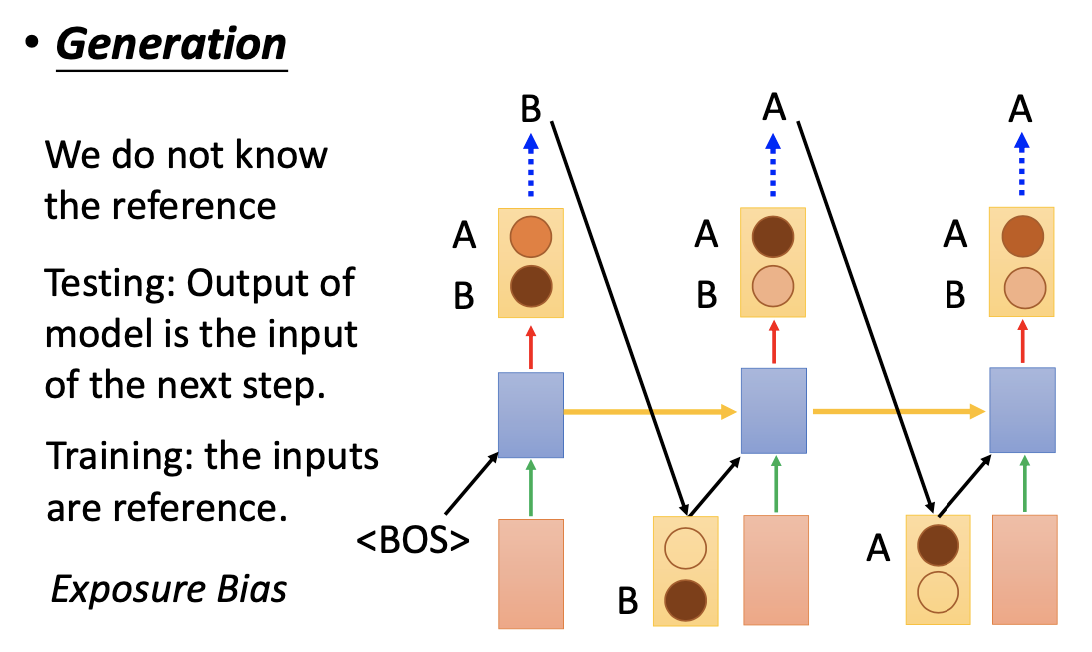 • Generation
We do not know
the reference
Testing: Output of
model is the input
of the next step.
Training: the inputs
are reference.
Exposure Bias
B
A
A
A
B
A
B
A
B
<BOS>
B
A